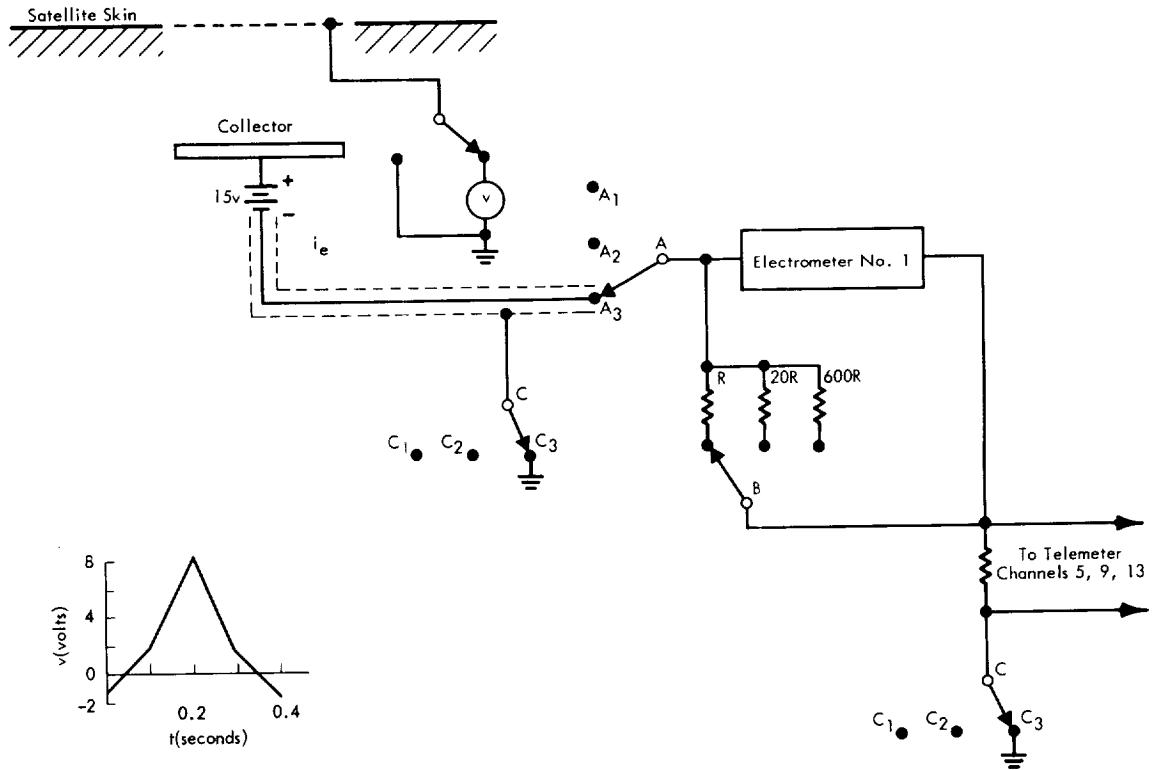 Satellite Skin
Collector
15v
+
−
i_e
v
A₁
A₂
A
A₃
Electrometer No. 1
R
20R
600R
B
C
C₁
C₂
C₃
To Telemeter
Channels 5, 9, 13
C
C₁
C₂
C₃
8
4
0
-2
v(volts)
0.2
0.4
t(seconds)